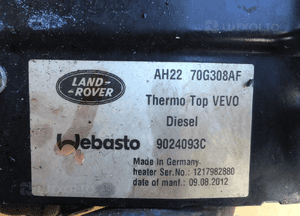 LAND-
ROVER
AH22 70G308AF
Thermo Top VEVO
Diesel
Webasto
9024093C
Made in Germany
heater Ser.No.: 1217982880
date of manf.: 09.08.2012